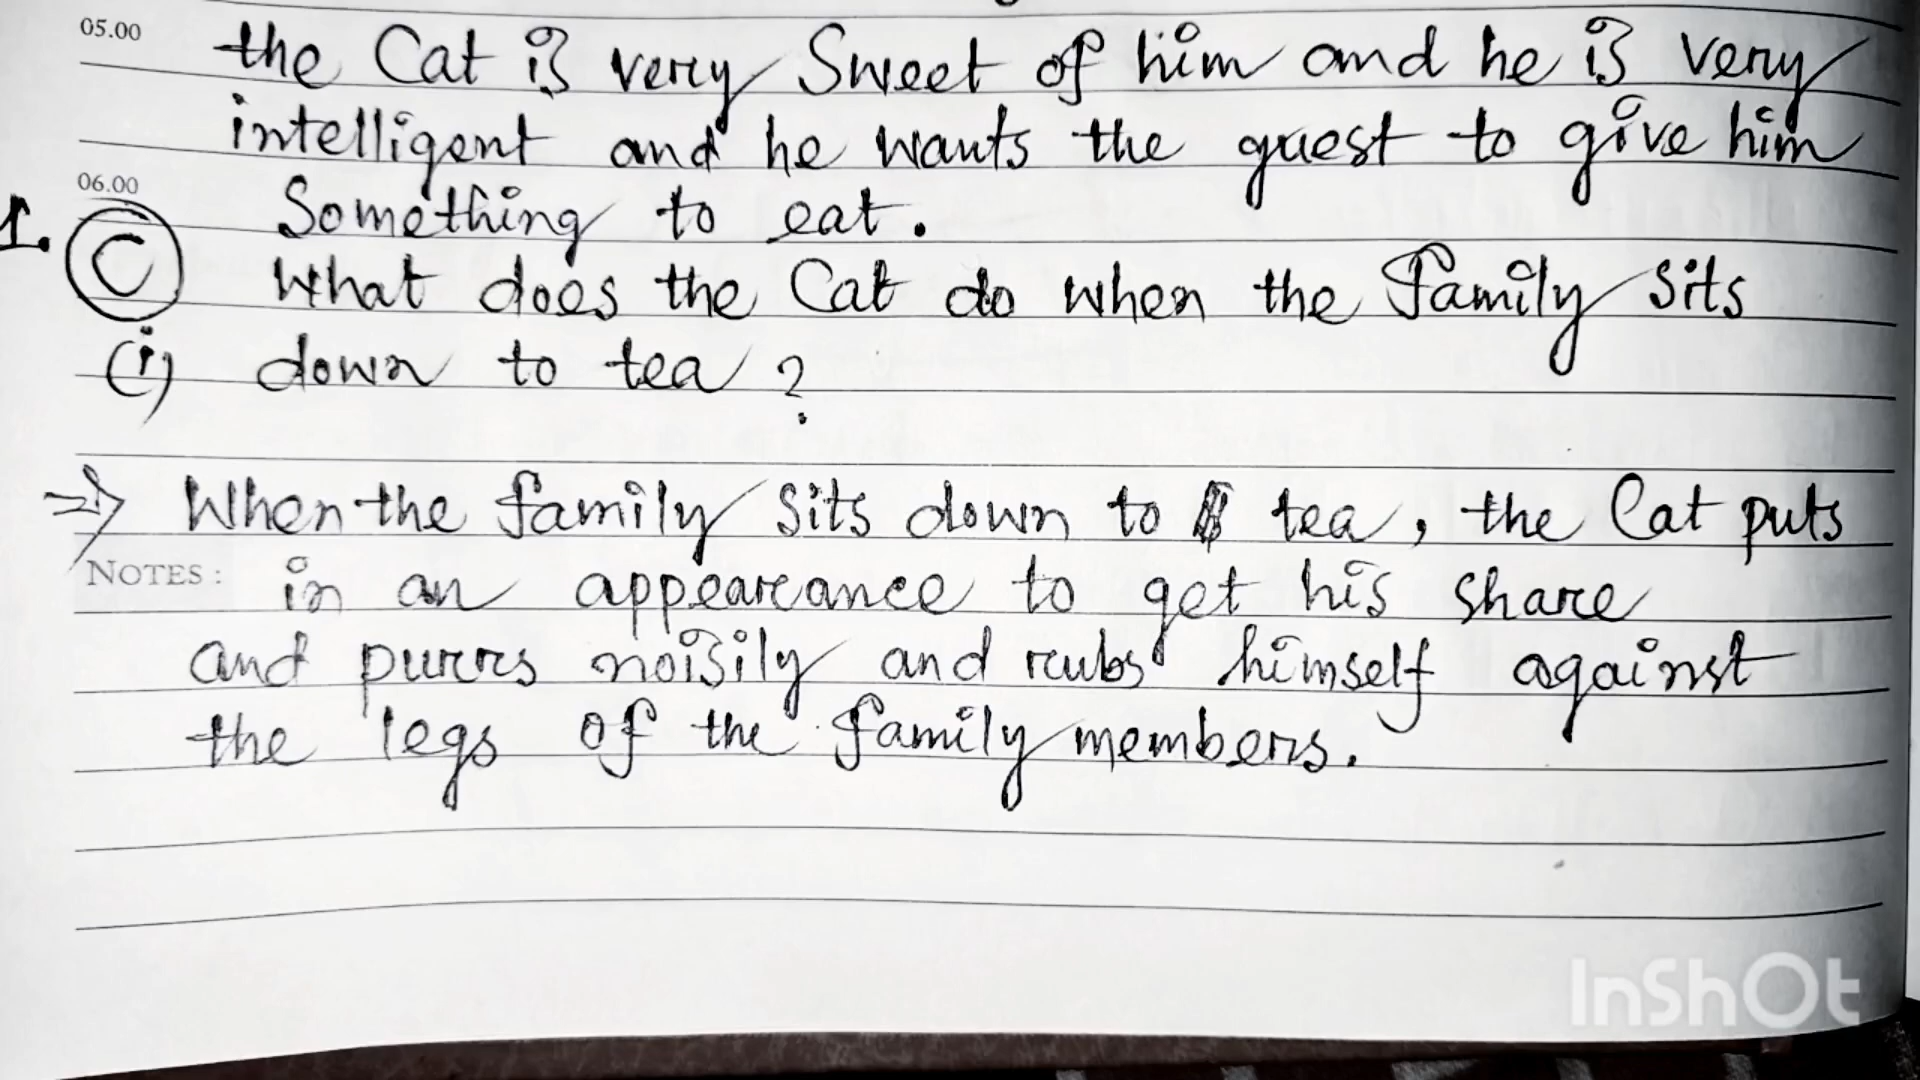 05.00
the Cat is very Sweet of him and he is very
intelligent and he wants the guest to give him
06.00
Something to eat.
1. C What does the Cat do when the family sits
(i) down to tea?
⇒ When the family sits down to tea, the Cat puts
NOTES:
in an appearance to get his share
and purrs noisily and rubs himself against
the legs of the family members.
InShOt